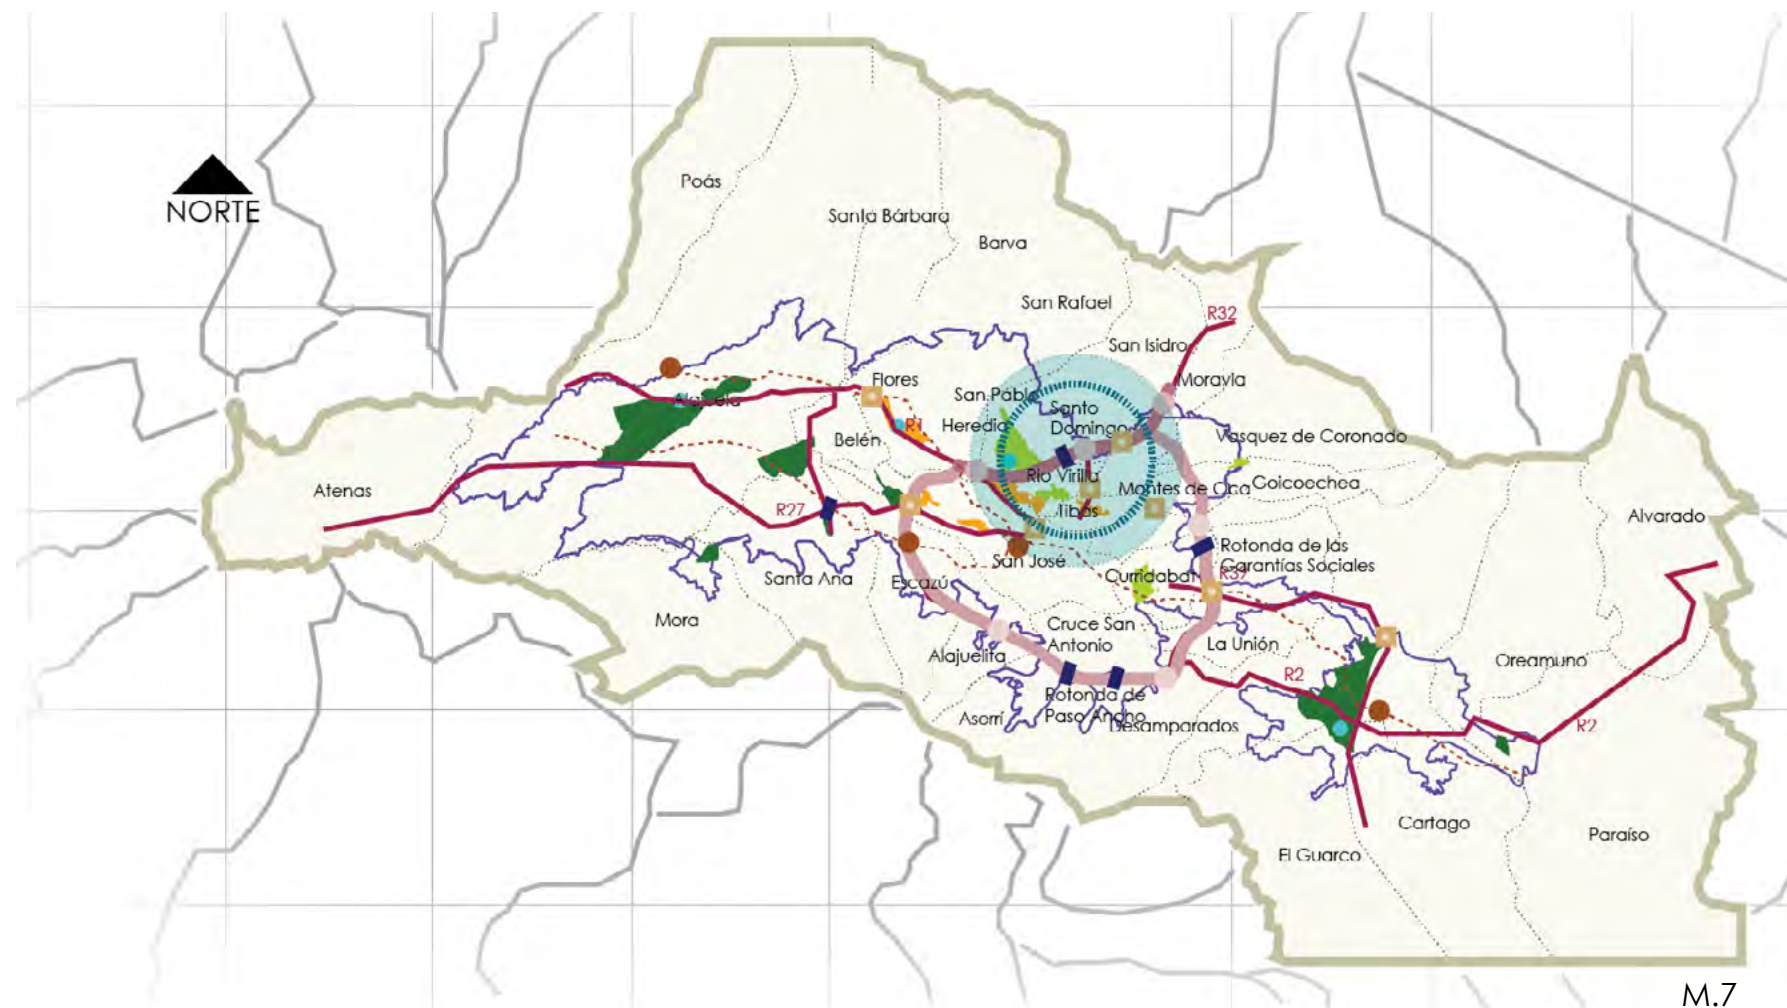 Poás
NORTE
Santa Bárbara
Barva
San Rafael
R32
San Isidro
Moravia
Flores
San Pablo
Alajuela
Santo
Domingo
Heredia
R1
Belén
Vasquez de Coronado
Rio Virilla
Goicoechea
Montes de Oca
Atenas
R27
Tibás
Alvarado
Rotonda de las
Garantías Sociales
San José
Curridabat
R39
Santa Ana
Escazú
Mora
Cruce San
Antonio
La Unión
Alajuelita
Oreamuno
R2
Rotonda de
Paso Ancho
Asorrí
Desamparados
R2
Cartago
Paraíso
El Guarco
M.7